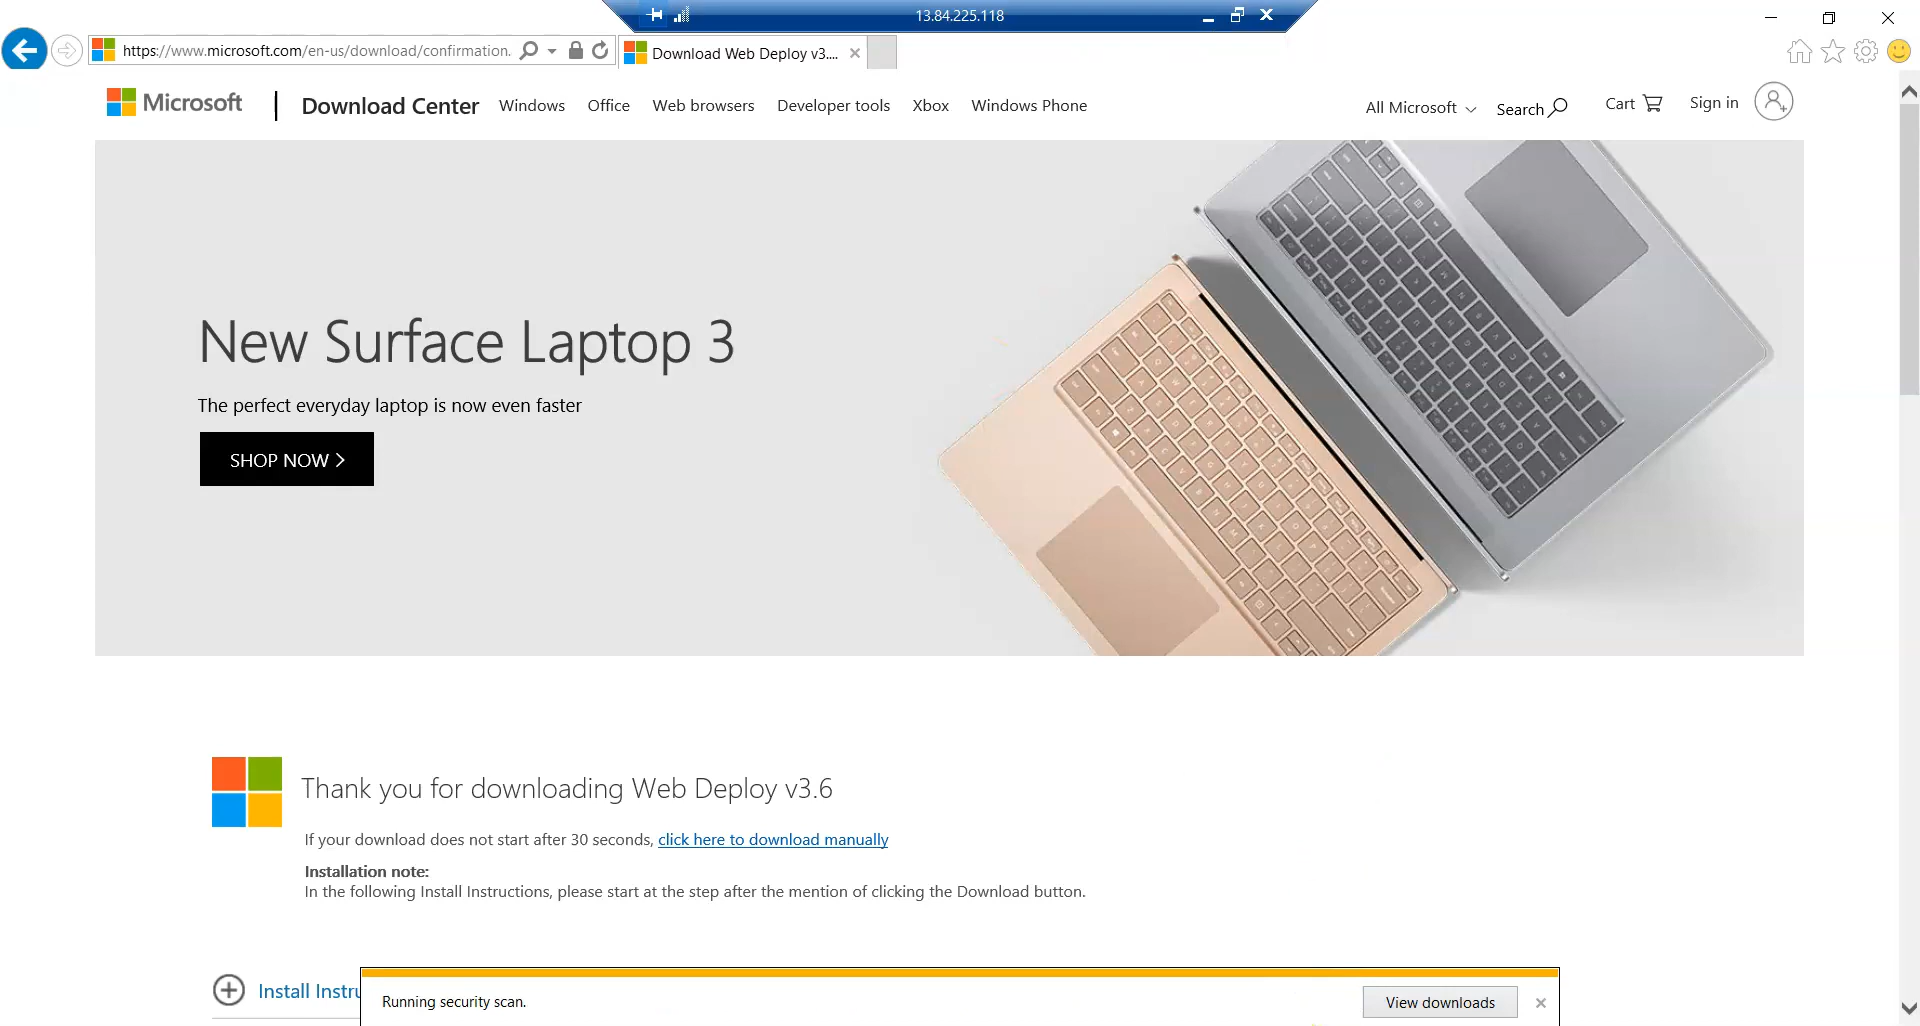 13.84.225.118
https://www.microsoft.com/en-us/download/confirmation.
Download Web Deploy v3....
Microsoft
Download Center
Windows
Office
Web browsers
Developer tools
Xbox
Windows Phone
All Microsoft
Search
Cart
Sign in
New Surface Laptop 3
The perfect everyday laptop is now even faster
SHOP NOW
Thank you for downloading Web Deploy v3.6
If your download does not start after 30 seconds, click here to download manually
Installation note:
In the following Install Instructions, please start at the step after the mention of clicking the Download button.
Install Instru
Running security scan.
View downloads